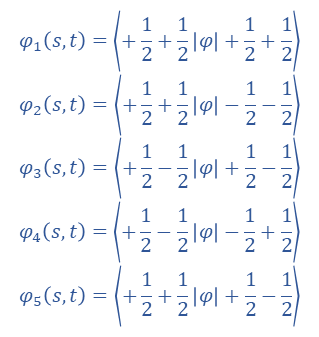 φ₁(s,t) = ⟨+1/2 + 1/2|φ| + 1/2 + 1/2⟩
φ₂(s,t) = ⟨+1/2 + 1/2|φ| − 1/2 − 1/2⟩
φ₃(s,t) = ⟨+1/2 − 1/2|φ| + 1/2 − 1/2⟩
φ₄(s,t) = ⟨+1/2 − 1/2|φ| − 1/2 + 1/2⟩
φ₅(s,t) = ⟨+1/2 + 1/2|φ| + 1/2 − 1/2⟩